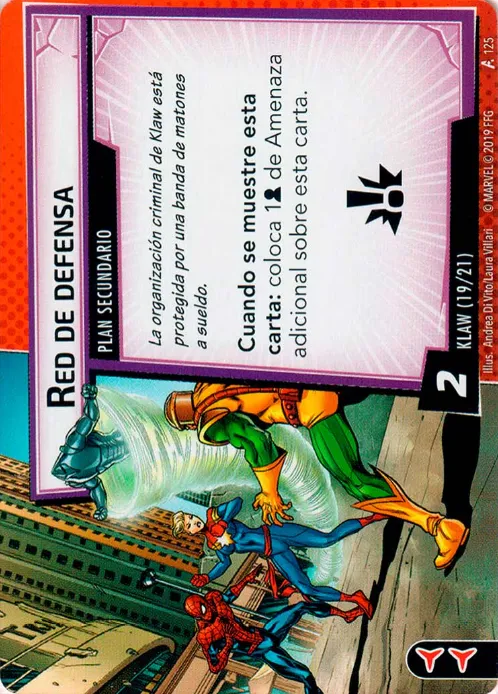 RED DE DEFENSA
PLAN SECUNDARIO
La organización criminal de Klaw está
protegida por una banda de matones
a sueldo.
Cuando se muestre esta
carta: coloca 1 de Amenaza
adicional sobre esta carta.
2
KLAW (19/21)
Illus. Andrea Di Vito/Laura Villari © MARVEL © 2019 FFG
A 125